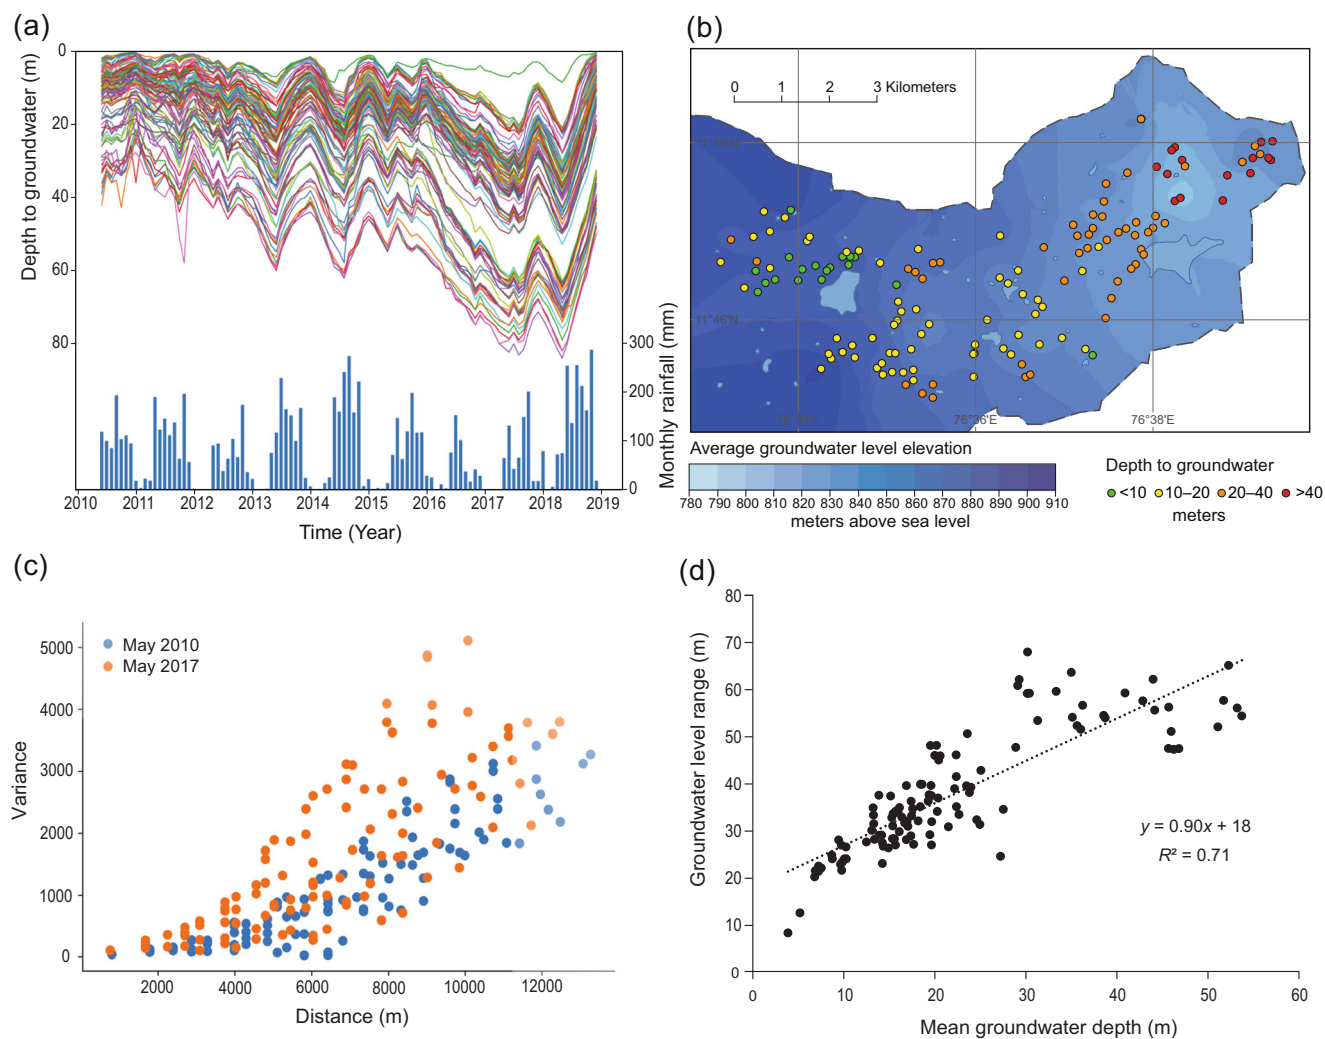 (a)
0
20
40
60
80
Depth to groundwater (m)
300
200
100
0
Monthly rainfall (mm)
2010 2011 2012 2013 2014 2015 2016 2017 2018 2019
Time (Year)
(b)
0 1 2 3 Kilometers
11°46'N
76°36'E
76°38'E
Average groundwater level elevation
780 790 800 810 820 830 840 850 860 870 880 890 900 910
meters above sea level
Depth to groundwater
<10 10–20 20–40 >40
meters
(c)
5000
4000
3000
2000
1000
0
Variance
May 2010
May 2017
2000 4000 6000 8000 10000 12000
Distance (m)
(d)
80
70
60
50
40
30
20
10
0
Groundwater level range (m)
y = 0.90x + 18
R² = 0.71
0 10 20 30 40 50 60
Mean groundwater depth (m)